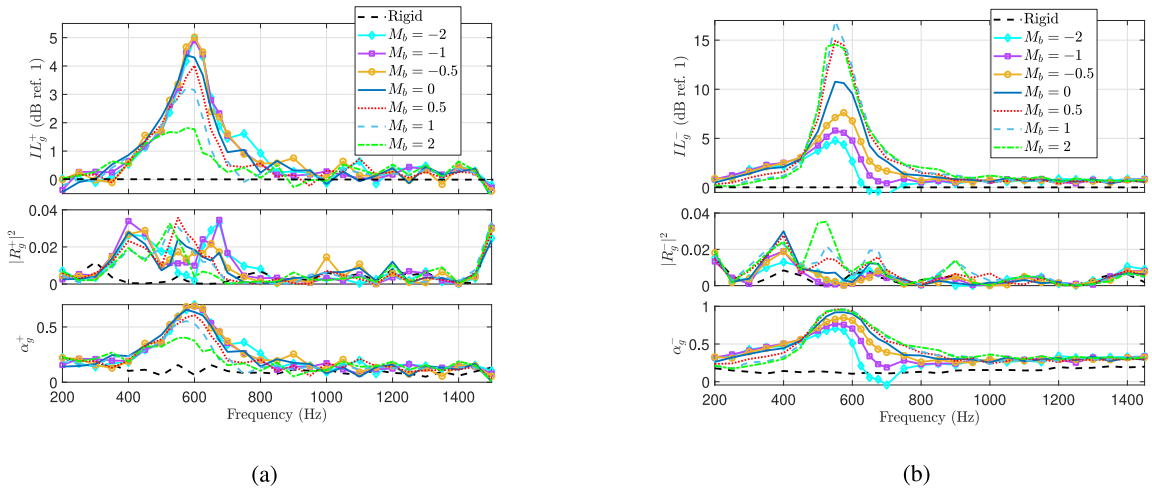 Rigid
M_b = −2
M_b = −1
M_b = −0.5
M_b = 0
M_b = 0.5
M_b = 1
M_b = 2
IL_g^+ (dB ref. 1)
5
4
3
2
1
0
|R_g^+|^2
0.04
0.02
0
α_g^+
0.5
0
200 400 600 800 1000 1200 1400
Frequency (Hz)
(a)
Rigid
M_b = −2
M_b = −1
M_b = −0.5
M_b = 0
M_b = 0.5
M_b = 1
M_b = 2
IL_g^- (dB ref. 1)
15
10
5
0
|R_g^-|^2
0.04
0.02
0
α_g^-
1
0.5
0
200 400 600 800 1000 1200 1400
Frequency (Hz)
(b)